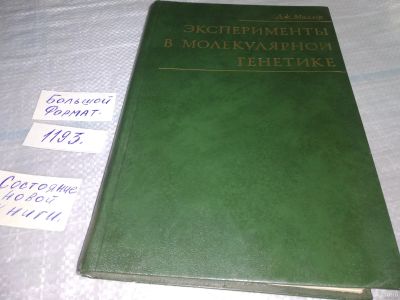 Дж. Миллер
ЭКСПЕРИМЕНТЫ
В МОЛЕКУЛЯРНОЙ
ГЕНЕТИКЕ
Большой
Формат.
1193.
Состояние
новой
книги.